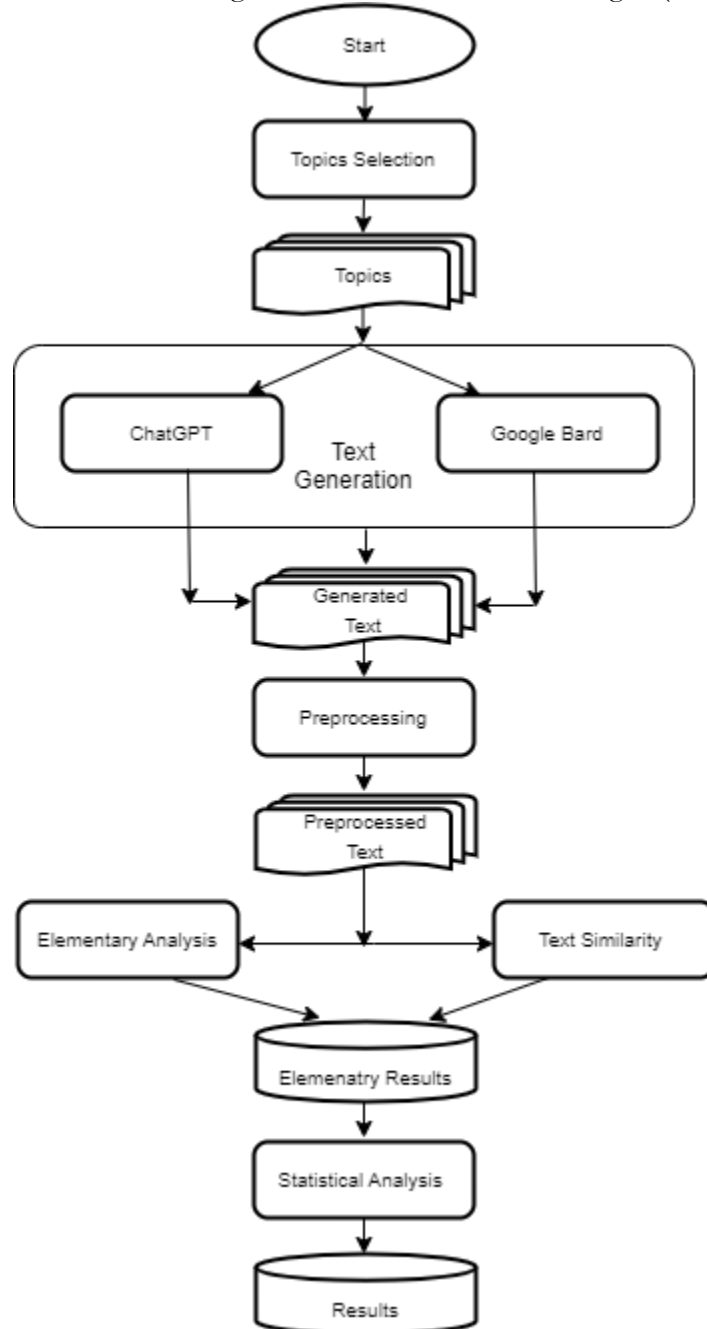 Start
Topics Selection
Topics
ChatGPT
Google Bard
Text
Generation
Generated
Text
Preprocessing
Preprocessed
Text
Elementary Analysis
Text Similarity
Elemenatry Results
Statistical Analysis
Results